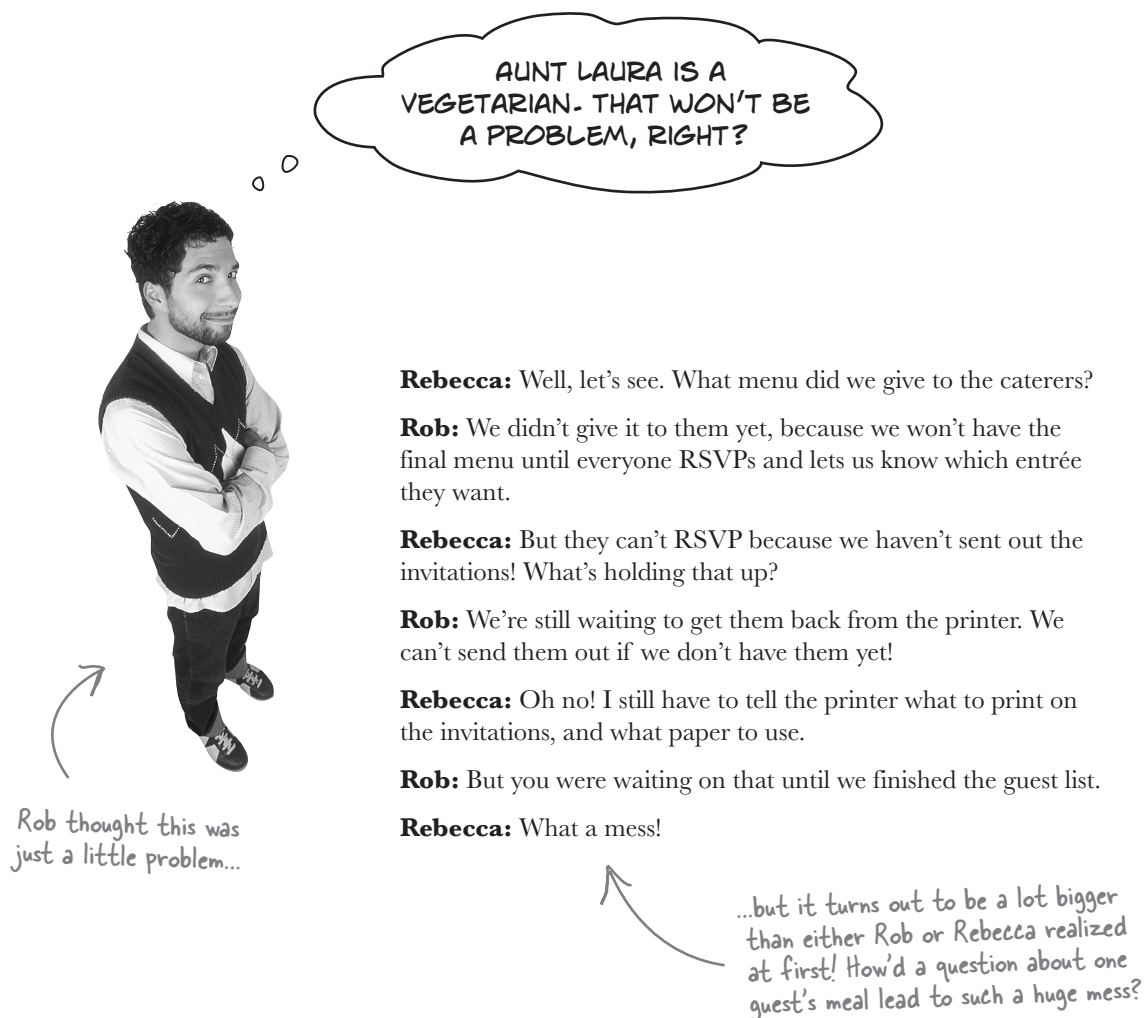 AUNT LAURA IS A
VEGETARIAN. THAT WON'T BE
A PROBLEM, RIGHT?
Rebecca: Well, let's see. What menu did we give to the caterers?
Rob: We didn't give it to them yet, because we won't have the
final menu until everyone RSVPs and lets us know which entrée
they want.
Rebecca: But they can't RSVP because we haven't sent out the
invitations! What's holding that up?
Rob: We're still waiting to get them back from the printer. We
can't send them out if we don't have them yet!
Rebecca: Oh no! I still have to tell the printer what to print on
the invitations, and what paper to use.
Rob: But you were waiting on that until we finished the guest list.
Rebecca: What a mess!
Rob thought this was
just a little problem...
...but it turns out to be a lot bigger
than either Rob or Rebecca realized
at first! How'd a question about one
guest's meal lead to such a huge mess?